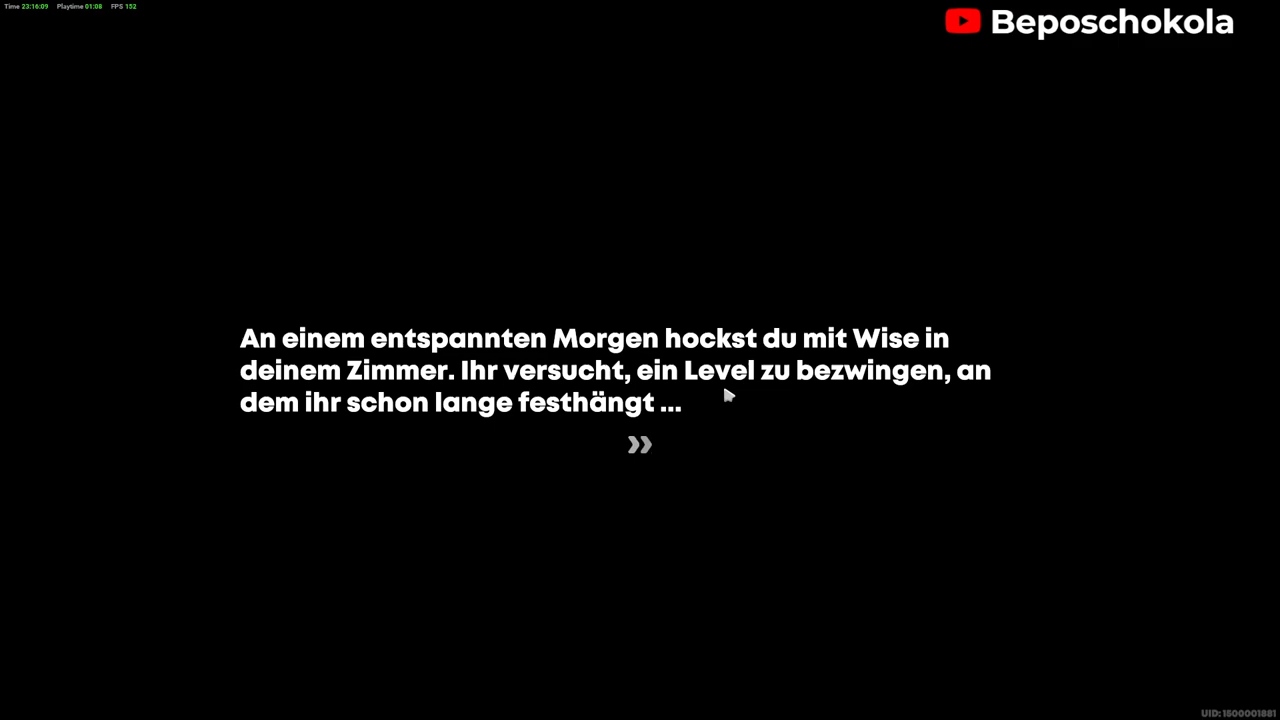 Time 23:16:09 Playtime 01:08 FPS 152
Beposchokola
An einem entspannten Morgen hockst du mit Wise in
deinem Zimmer. Ihr versucht, ein Level zu bezwingen, an
dem ihr schon lange festhängt ...
UID: 1500001881